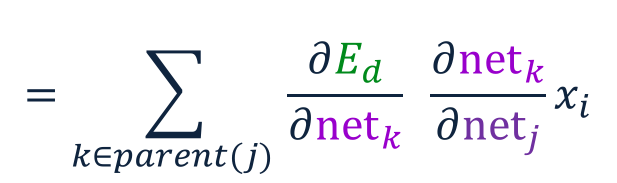 = ∑_{k∈parent(j)} ∂E_d/∂net_k ∂net_k/∂net_j x_i